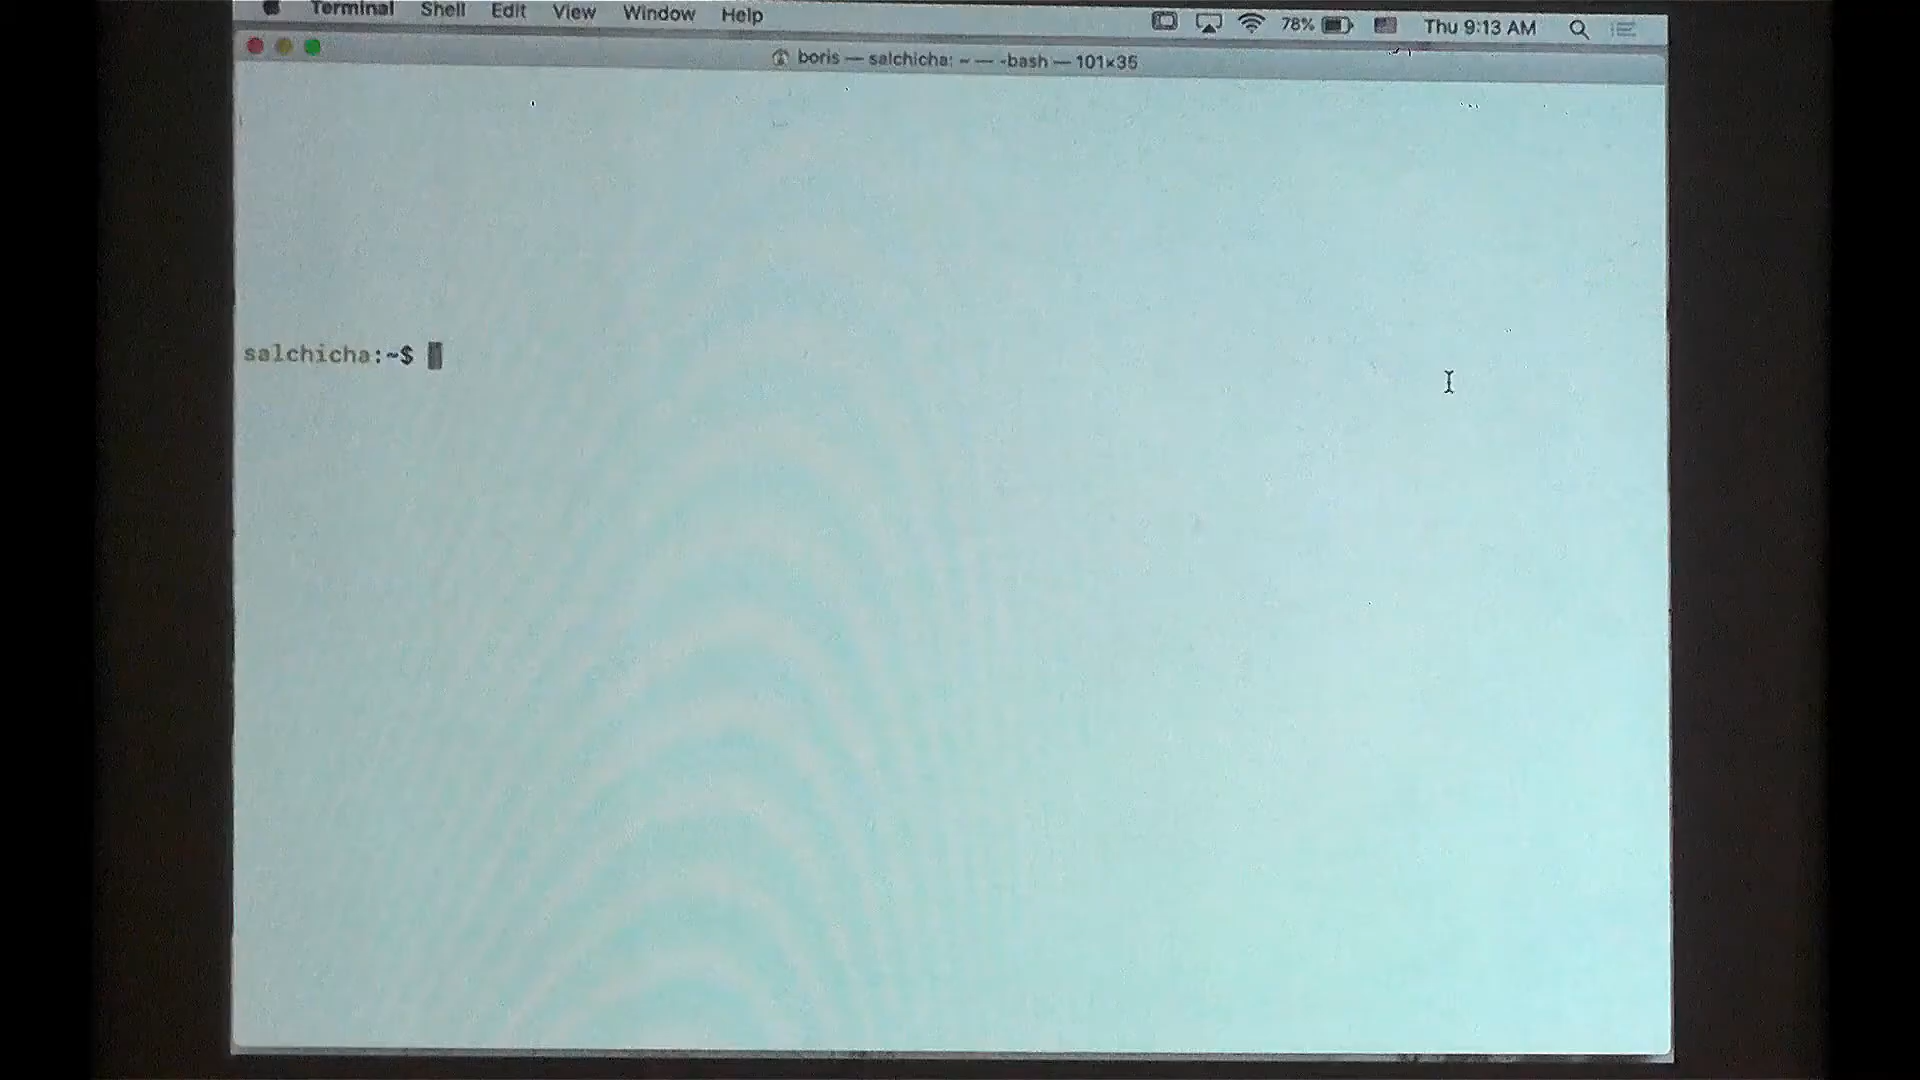 Terminal Shell Edit View Window Help 78% Thu 9:13 AM
boris — salchicha: ~ — -bash — 101×35
salchicha:~$